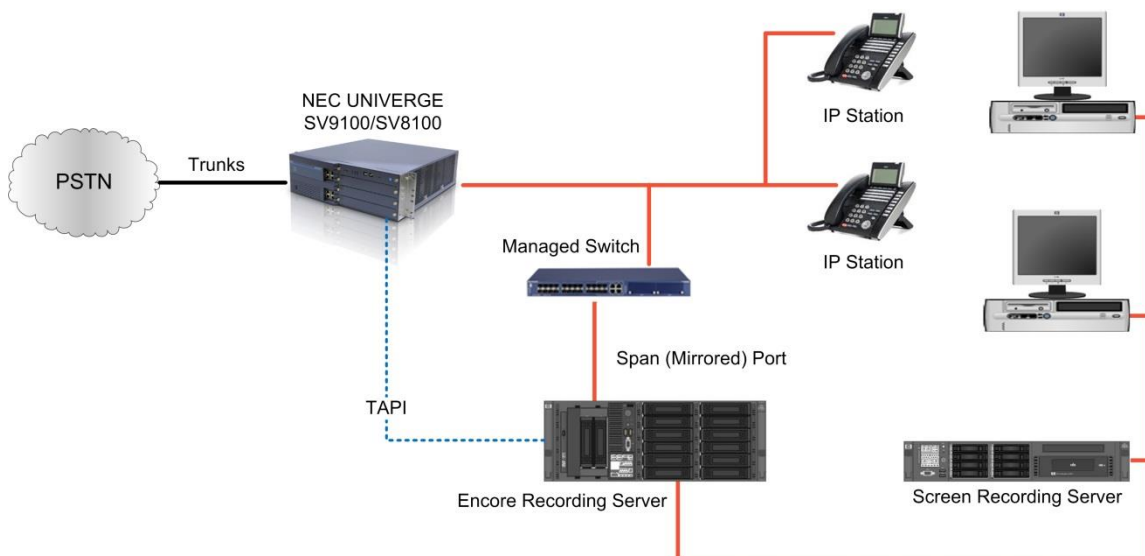 NEC UNIVERGE
SV9100/SV8100
PSTN
Trunks
IP Station
Managed Switch
IP Station
Span (Mirrored) Port
TAPI
Encore Recording Server
Screen Recording Server